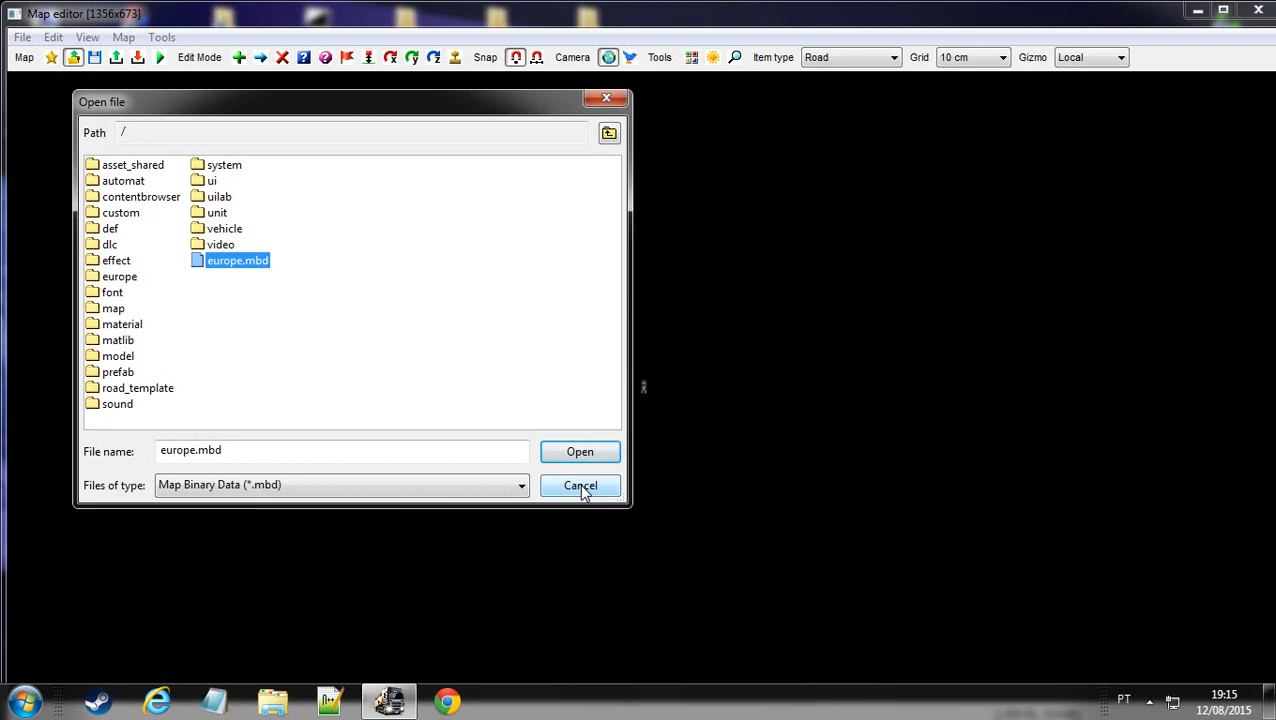 Map editor [1356x673]
File Edit View Map Tools
Map Edit Mode Snap Camera Tools Item type Road Grid 10 cm Gizmo Local
Open file
Path /
asset_shared system
automat ui
contentbrowser uilab
custom unit
def vehicle
dlc video
effect europe.mbd
europe
font
map
material
matlib
model
prefab
road_template
sound
File name: europe.mbd Open
Files of type: Map Binary Data (*.mbd) Cancel
PT 19:15
12/08/2015